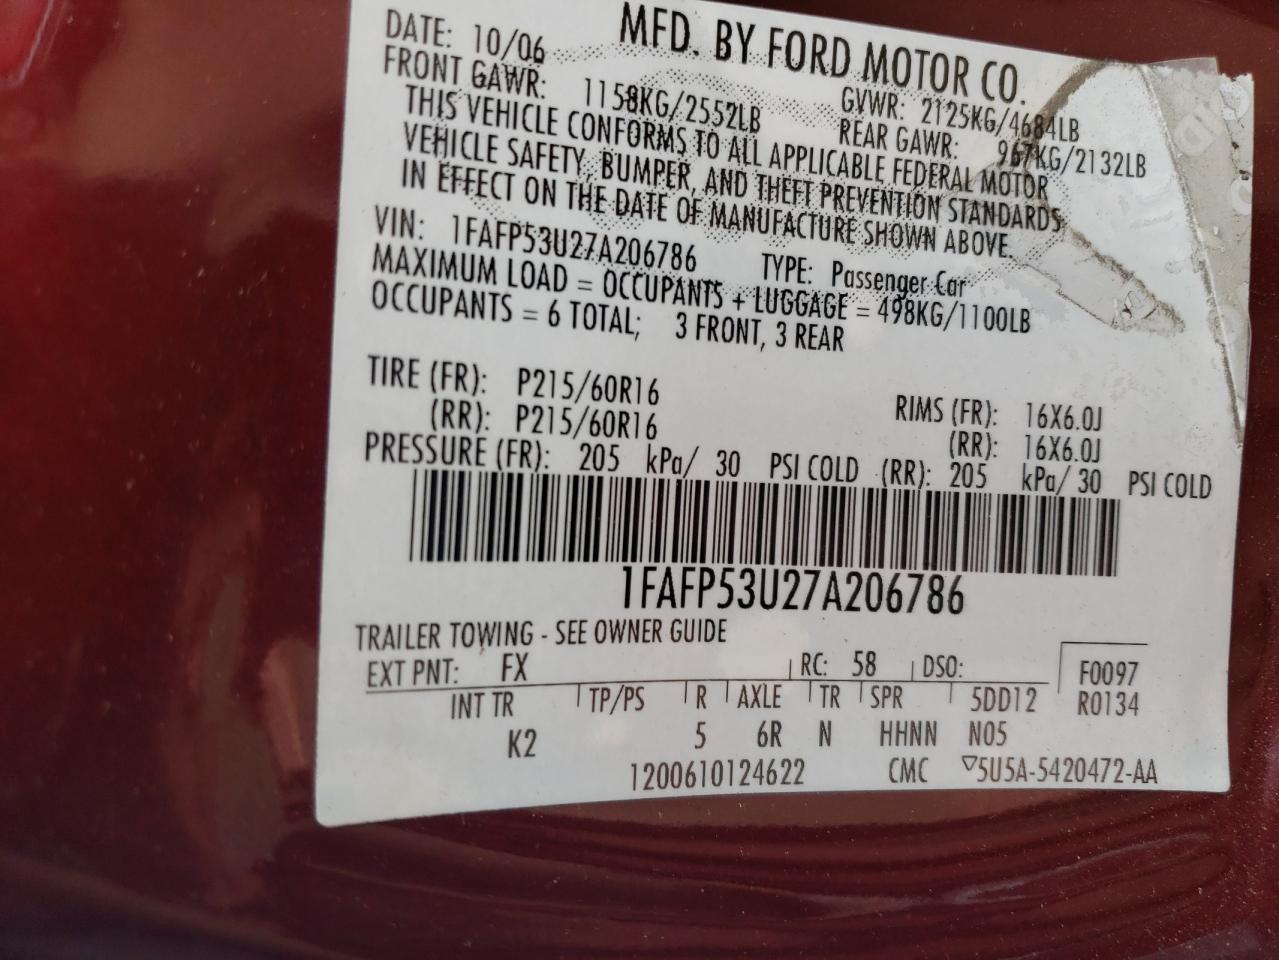 MFD. BY FORD MOTOR CO.
DATE: 10/06 GVWR: 2125KG/4684LB
FRONT GAWR: 1158KG/2552LB REAR GAWR: 967KG/2132LB
THIS VEHICLE CONFORMS TO ALL APPLICABLE FEDERAL MOTOR
VEHICLE SAFETY, BUMPER, AND THEFT PREVENTION STANDARDS
IN EFFECT ON THE DATE OF MANUFACTURE SHOWN ABOVE.
VIN: 1FAFP53U27A206786 TYPE: Passenger Car
MAXIMUM LOAD = OCCUPANTS + LUGGAGE = 498KG/1100LB
OCCUPANTS = 6 TOTAL; 3 FRONT, 3 REAR
TIRE (FR): P215/60R16 RIMS (FR): 16X6.0J
(RR): P215/60R16 (RR): 16X6.0J
PRESSURE (FR): 205 kPa/ 30 PSI COLD (RR): 205 kPa/ 30 PSI COLD
1FAFP53U27A206786
TRAILER TOWING - SEE OWNER GUIDE
EXT PNT: FX RC: 58 DSO: F0097
INT TR TP/PS R AXLE TR SPR 5DD12 R0134
K2 5 6R N HHNN N05
1200610124622 CMC ▽5U5A-5420472-AA